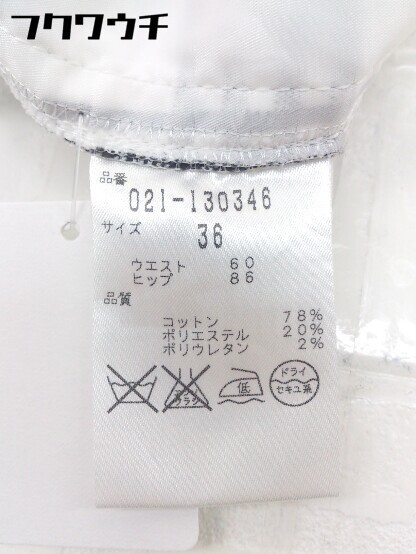 フクワウチ
品番
021-130346
サイズ
36
ウエスト 60
ヒップ 86
品質
コットン 78%
ポリエステル 20%
ポリウレタン 2%
低
ドライ
セキユ系